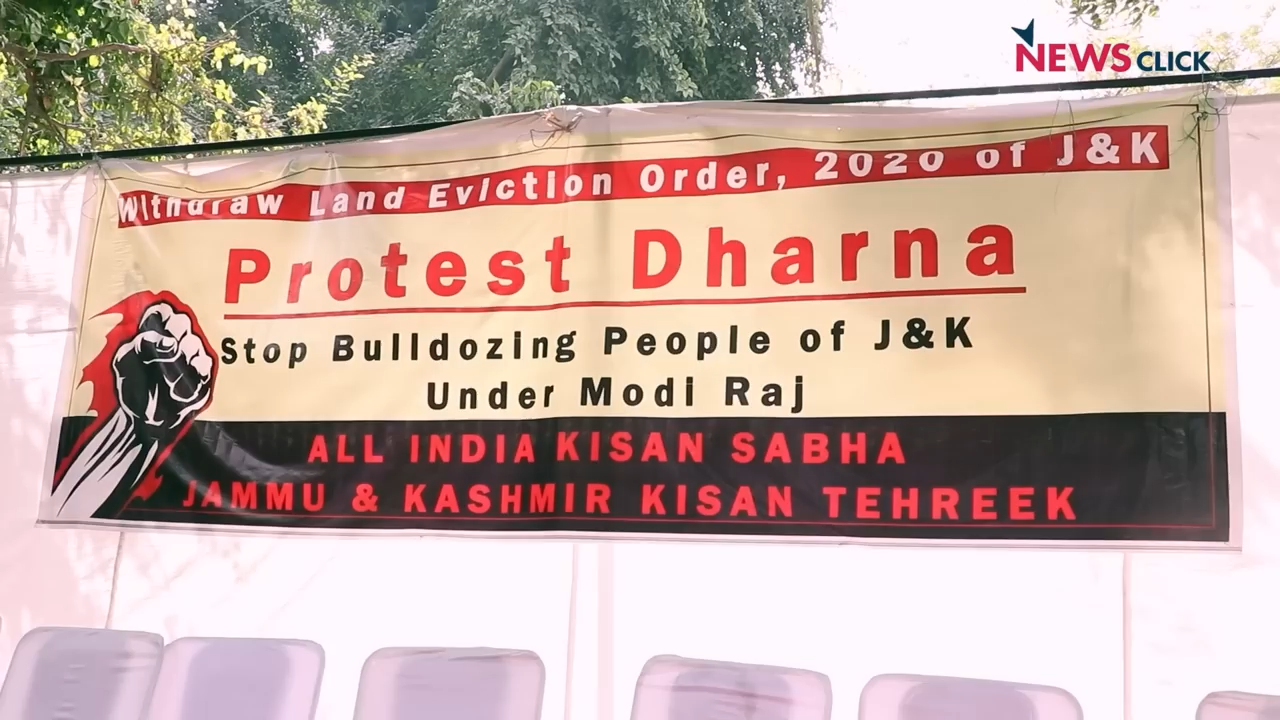 NEWSCLICK
Withdraw Land Eviction Order, 2020 of J&K
Protest Dharna
Stop Bulldozing People of J&K
Under Modi Raj
ALL INDIA KISAN SABHA
JAMMU & KASHMIR KISAN TEHREEK